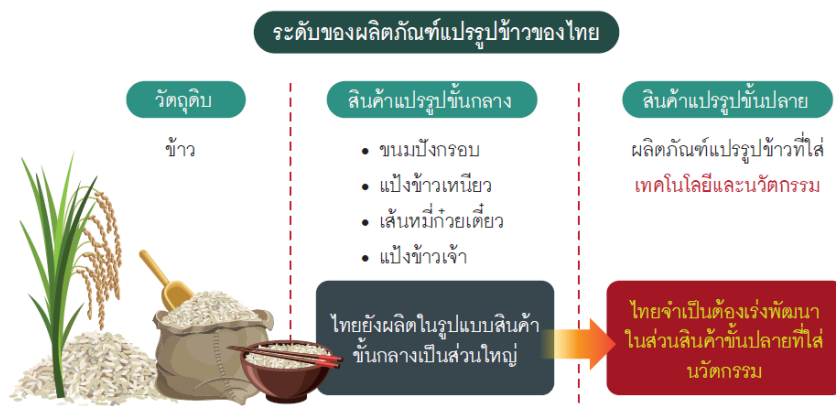 ระดับของผลิตภัณฑ์แปรรูปข้าวของไทย
วัตถุดิบ
ข้าว
สินค้าแปรรูปขั้นกลาง
• ขนมปังกรอบ
• แป้งข้าวเหนียว
• เส้นหมี่ก๋วยเตี๋ยว
• แป้งข้าวเจ้า
ไทยยังผลิตในรูปแบบสินค้า
ขั้นกลางเป็นส่วนใหญ่
สินค้าแปรรูปขั้นปลาย
ผลิตภัณฑ์แปรรูปข้าวที่ใส่
เทคโนโลยีและนวัตกรรม
ไทยจำเป็นต้องเร่งพัฒนา
ในส่วนสินค้าขั้นปลายที่ใส่
นวัตกรรม